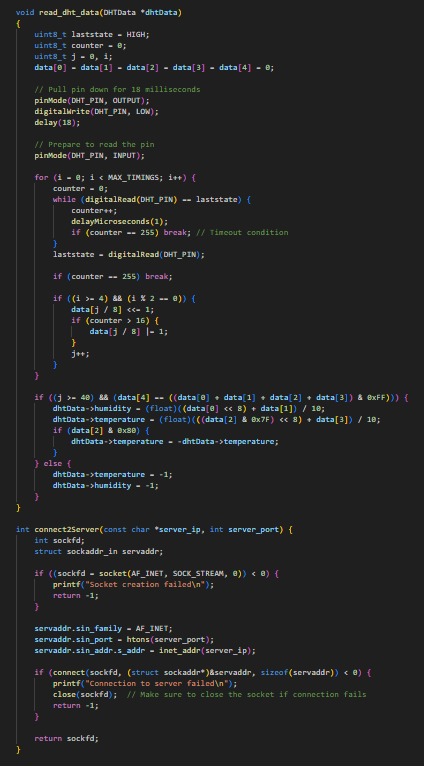 void read_dht_data(DHTData *dhtData)
{
    uint8_t laststate = HIGH;
    uint8_t counter = 0;
    uint8_t j = 0, i;
    data[0] = data[1] = data[2] = data[3] = data[4] = 0;

    // Pull pin down for 18 milliseconds
    pinMode(DHT_PIN, OUTPUT);
    digitalWrite(DHT_PIN, LOW);
    delay(18);

    // Prepare to read the pin
    pinMode(DHT_PIN, INPUT);

    for (i = 0; i < MAX_TIMINGS; i++) {
        counter = 0;
        while (digitalRead(DHT_PIN) == laststate) {
            counter++;
            delayMicroseconds(1);
            if (counter == 255) break; // Timeout condition
        }
        laststate = digitalRead(DHT_PIN);

        if (counter == 255) break;

        if ((i >= 4) && (i % 2 == 0)) {
            data[j / 8] <<= 1;
            if (counter > 16) {
                data[j / 8] |= 1;
            }
            j++;
        }
    }

    if ((j >= 40) && (data[4] == ((data[0] + data[1] + data[2] + data[3]) & 0xFF))) {
        dhtData->humidity = (float)((data[0] << 8) + data[1]) / 10;
        dhtData->temperature = (float)(((data[2] & 0x7F) << 8) + data[3]) / 10;
        if (data[2] & 0x80) {
            dhtData->temperature = -dhtData->temperature;
        }
    } else {
        dhtData->temperature = -1;
        dhtData->humidity = -1;
    }
}

int connect2Server(const char *server_ip, int server_port) {
    int sockfd;
    struct sockaddr_in servaddr;

    if ((sockfd = socket(AF_INET, SOCK_STREAM, 0)) < 0) {
        printf("Socket creation failed\n");
        return -1;
    }

    servaddr.sin_family = AF_INET;
    servaddr.sin_port = htons(server_port);
    servaddr.sin_addr.s_addr = inet_addr(server_ip);

    if (connect(sockfd, (struct sockaddr*)&servaddr, sizeof(servaddr)) < 0) {
        printf("Connection to server failed\n");
        close(sockfd);  // Make sure to close the socket if connection fails
        return -1;
    }

    return sockfd;
}